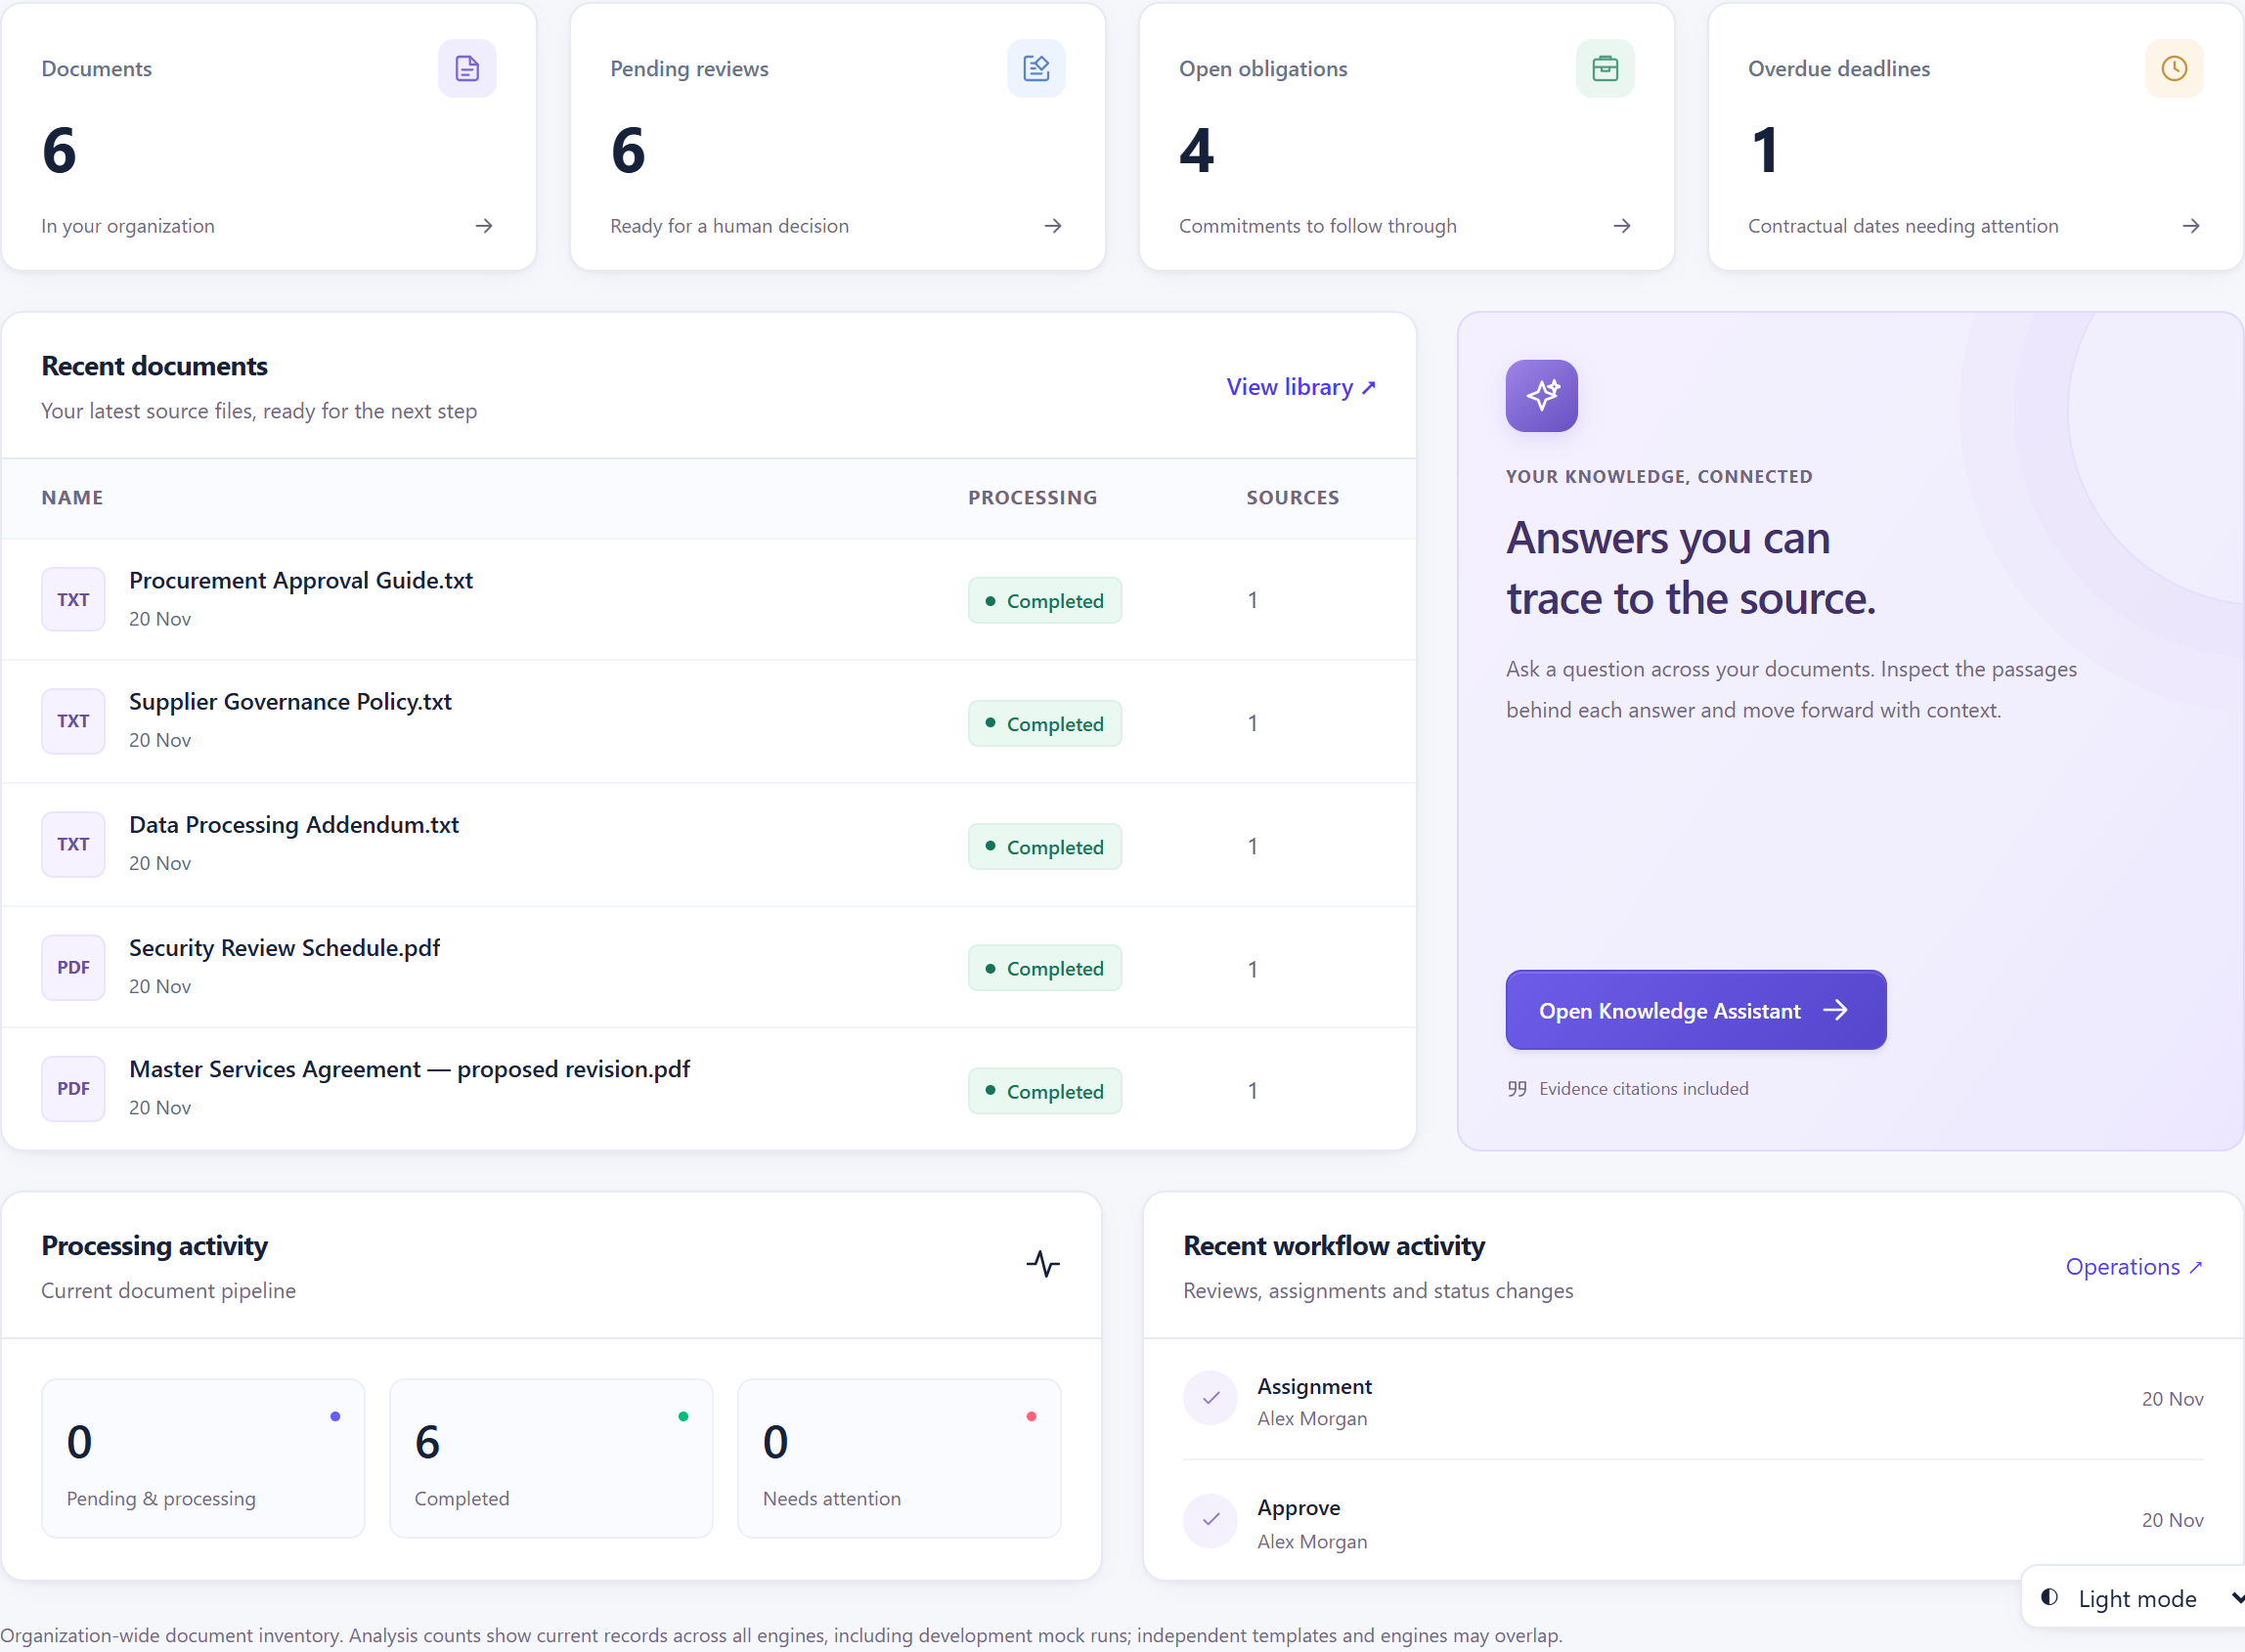 Documents
6
In your organization
Pending reviews
6
Ready for a human decision
Open obligations
4
Commitments to follow through
Overdue deadlines
1
Contractual dates needing attention
Recent documents
Your latest source files, ready for the next step
View library ↗
NAME PROCESSING SOURCES
TXT
Procurement Approval Guide.txt
20 Nov
Completed
1
TXT
Supplier Governance Policy.txt
20 Nov
Completed
1
TXT
Data Processing Addendum.txt
20 Nov
Completed
1
PDF
Security Review Schedule.pdf
20 Nov
Completed
1
PDF
Master Services Agreement — proposed revision.pdf
20 Nov
Completed
1
YOUR KNOWLEDGE, CONNECTED
Answers you can
trace to the source.
Ask a question across your documents. Inspect the passages
behind each answer and move forward with context.
Open Knowledge Assistant →
Evidence citations included
Processing activity
Current document pipeline
0
Pending & processing
6
Completed
0
Needs attention
Recent workflow activity
Reviews, assignments and status changes
Operations ↗
Assignment
Alex Morgan
20 Nov
Approve
Alex Morgan
20 Nov
Light mode
Organization-wide document inventory. Analysis counts show current records across all engines, including development mock runs; independent templates and engines may overlap.